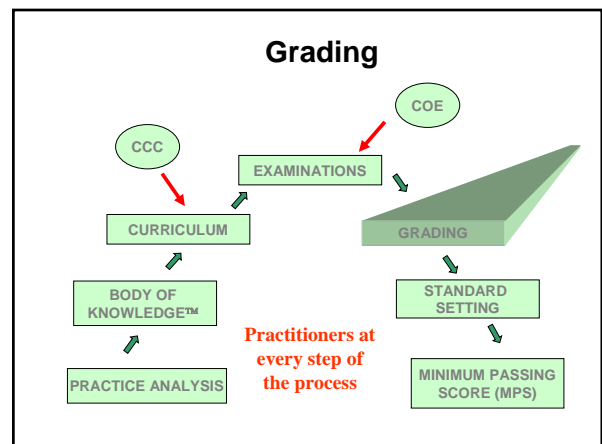 Grading
COE
CCC
EXAMINATIONS
CURRICULUM
GRADING
BODY OF
KNOWLEDGE™
STANDARD
SETTING
Practitioners at
every step of
the process
PRACTICE ANALYSIS
MINIMUM PASSING
SCORE (MPS)